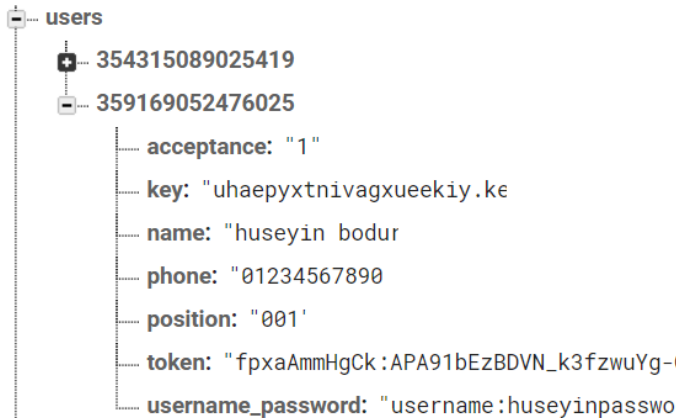 users
354315089025419
359169052476025
acceptance: "1"
key: "uhaepyxtnivagxueekiy.ke
name: "huseyin bodur
phone: "01234567890
position: "001'
token: "fpxaAmmHgCk:APA91bEzBDVN_k3fzwuYg-
username_password: "username:huseyinpasswo